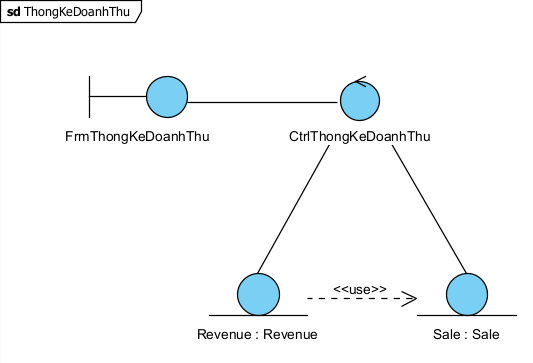 sd ThongKeDoanhThu
FrmThongKeDoanhThu
CtrlThongKeDoanhThu
<<use>>
Revenue : Revenue
Sale : Sale